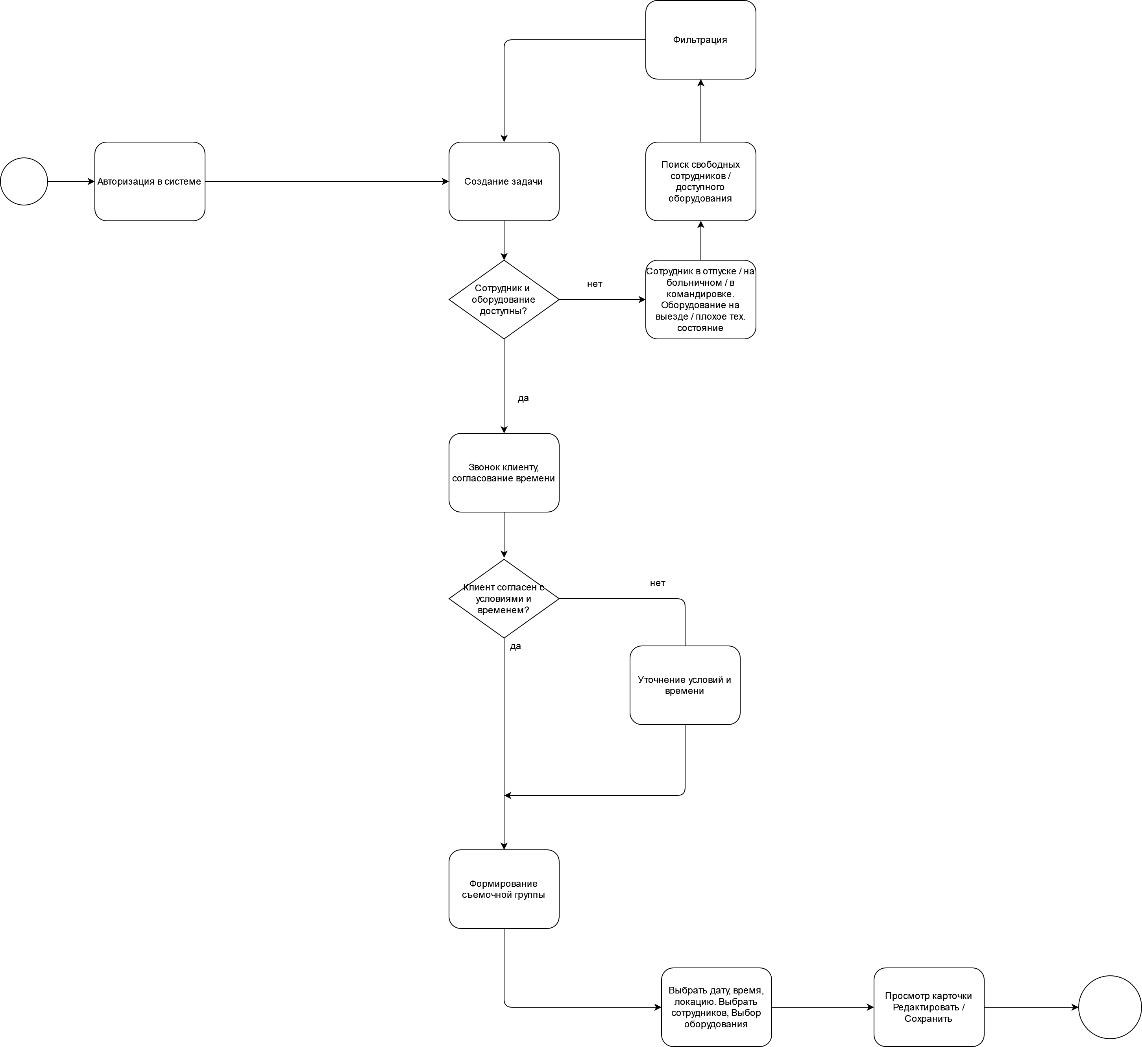 Фильтрация
Авторизация в системе
Создание задачи
Поиск свободных
сотрудников /
доступного
оборудования
Сотрудник и
оборудование
доступны?
нет
Сотрудник в отпуске / на
больничном / в
командировке.
Оборудование на
выезде / плохое тех.
состояние
да
Звонок клиенту,
согласование времени
Клиент согласен с
условиями и
временем?
нет
да
Уточнение условий и
времени
Формирование
съемочной группы
Выбрать дату, время,
локацию. Выбрать
сотрудников, Выбор
оборудования
Просмотр карточки
Редактировать /
Сохранить